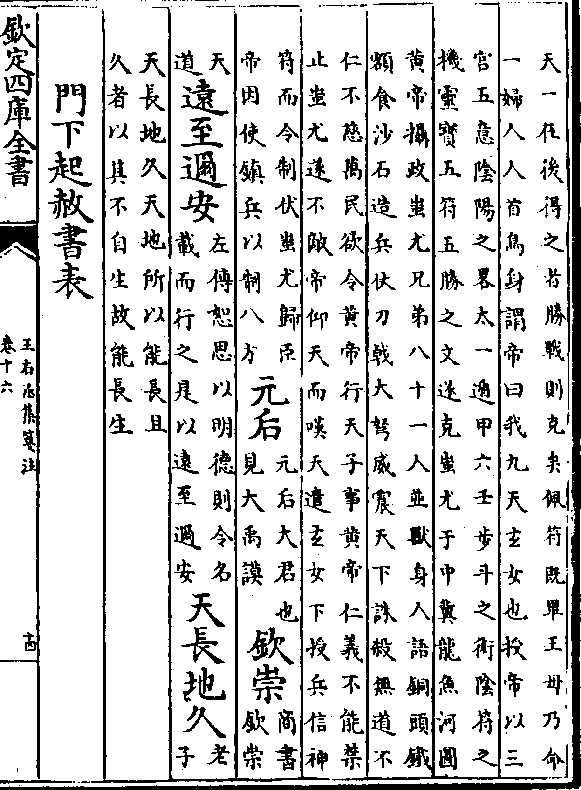 天一在後得之者勝戰則克矣佩符既畢王母乃命
一婦人人首鳥身謂帝曰我九天玄女也授帝以三
宫五意陰陽之畧太一遁甲六壬步斗之術陰符之
機靈寶五符五勝之文遂克蚩尤于中冀龍魚河圖
黄帝攝政蚩尤兄弟八十一人並獸身人語銅頭鐵
額食沙石造兵仗刀戟大弩威震天下誅殺無道不
仁不慈萬民欲令黄帝行天子事黄帝仁義不能禁
止蚩尤遂不敵帝仰天而嘆天遣玄女下授兵信神
符而令制伏蚩尤歸臣
帝因使鎮兵以制八方
元后
元后大君也
見大禹謨
欽崇
商書
欽崇
天
道
遠至邇安
左傳恕思以明德則令名
載而行之是以遠至邇安
天長地久
老
子
天長地久天地所以能長且
久者以其不自生故能長生
門下起赦書表
欽定四庫全書
王右丞集箋注
卷十六
十四